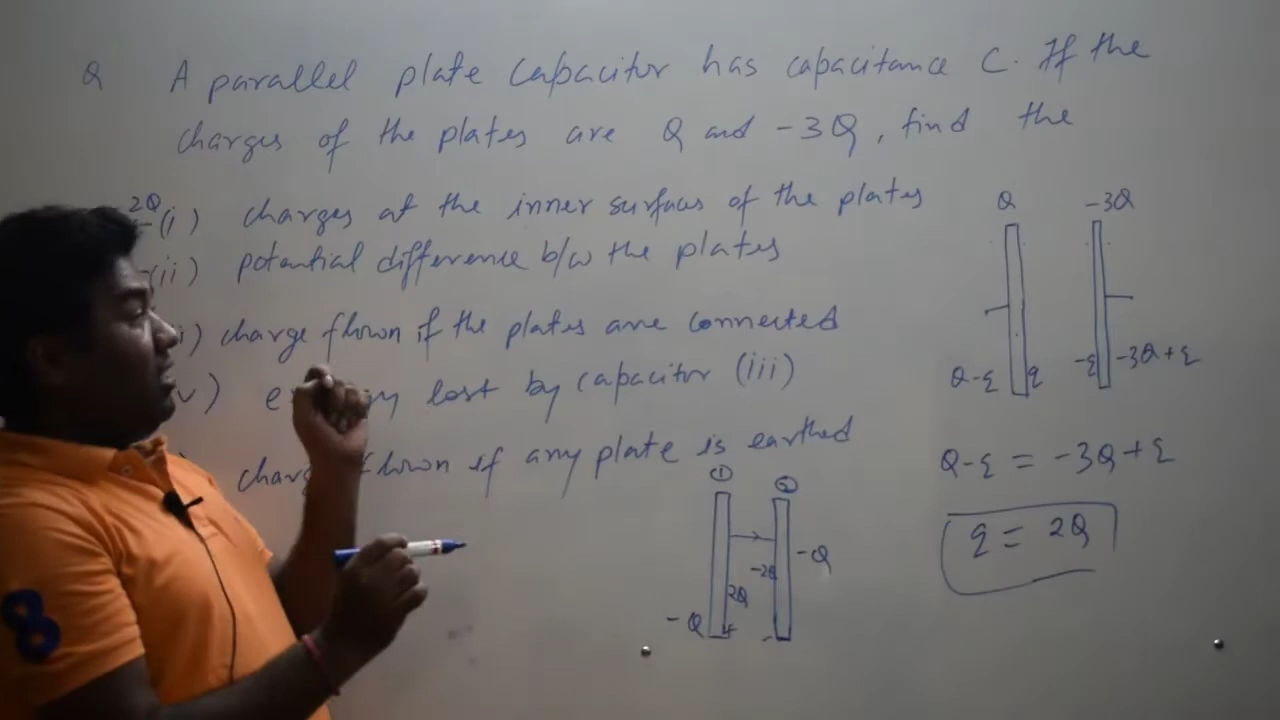 Q A parallel plate capacitor has capacitance C. If the
charges of the plates are Q and -3Q, find the
2Q
(i) charges at the inner surfaces of the plates
(ii) potential difference b/w the plates
i) charge flown if the plates are connected
v) lost by capacitor (iii)
flown if any plate is earthed
Q -3Q
Q-q q -q -3Q+q
Q-q = -3Q+q
q = 2Q
① ②
-Q 2Q -2Q -Q
+ -
8